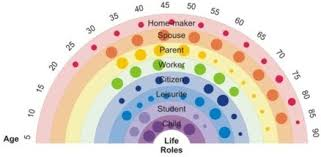 45
40 50
35 55
30 60
25 65
20 70
15 75
10 80
5 85
90
Homemaker
Spouse
Parent
Worker
Citizen
Leisurite
Student
Child
Age
Life
Roles